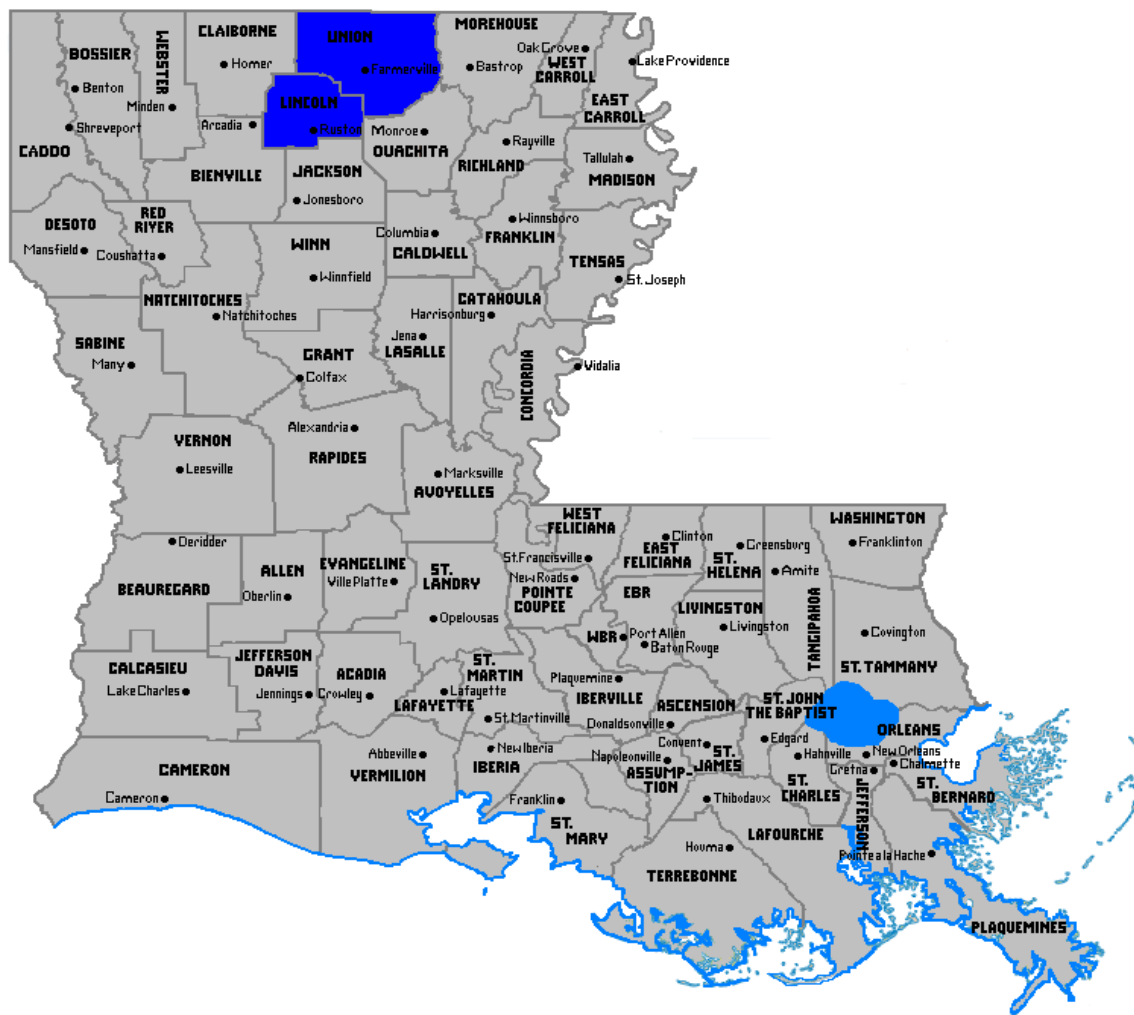 CLAIBORNE
UNION
MOREHOUSE
BOSSIER
WEBSTER
Homer
Farmerville
Bastrop
Oak Grove
WEST
CARROLL
Lake Providence
Benton
Minden
LINCOLN
EAST
CARROLL
Shreveport
Arcadia
Ruston
Monroe
OUACHITA
Rayville
CADDO
RICHLAND
Tallulah
MADISON
BIENVILLE
JACKSON
Jonesboro
DESOTO
RED
RIVER
Winnsboro
FRANKLIN
Columbia
CALDWELL
Mansfield
Coushatta
WINN
Winnfield
TENSAS
St. Joseph
NATCHITOCHES
Natchitoches
CATAHOULA
Harrisonburg
SABINE
Many
GRANT
Colfax
Jena
LASALLE
CONCORDIA
Vidalia
VERNON
Leesville
Alexandria
RAPIDES
Marksville
AVOYELLES
WEST
FELICIANA
WASHINGTON
Franklinton
Deridder
Clinton
EAST
FELICIANA
Greensburg
ST.
HELENA
St. Francisville
BEAUREGARD
ALLEN
Oberlin
EVANGELINE
Ville Platte
ST.
LANDRY
Opelousas
New Roads
POINTE
COUPEE
EBR
Amite
TANGIPAHOA
LIVINGSTON
Livingston
WBR
Port Allen
Baton Rouge
Covington
ST. TAMMANY
CALCASIEU
Lake Charles
JEFFERSON
DAVIS
Jennings
ACADIA
Crowley
LAFAYETTE
Lafayette
ST.
MARTIN
St. Martinville
Plaquemine
IBERVILLE
ASCENSION
Donaldsonville
ST. JOHN
THE BAPTIST
Edgard
ORLEANS
New Orleans
Chalmette
Hahnville
Gretna
CAMERON
Cameron
Abbeville
VERMILION
New Iberia
IBERIA
Napoleonville
ASSUMP-
TION
Convent
ST.
JAMES
ST.
CHARLES
JEFFERSON
ST.
BERNARD
Franklin
ST.
MARY
Thibodaux
LAFOURCHE
Houma
TERREBONNE
Pointe a la Hache
PLAQUEMINES